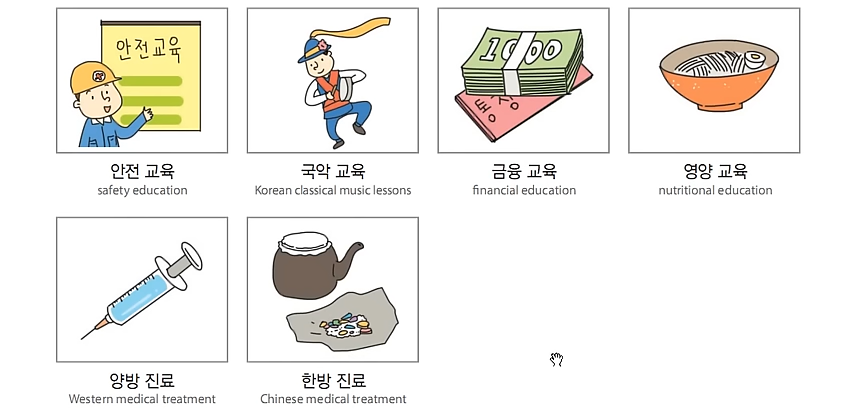 안전교육
1000
통장
안전 교육
safety education
국악 교육
Korean classical music lessons
금융 교육
financial education
영양 교육
nutritional education
양방 진료
Western medical treatment
한방 진료
Chinese medical treatment